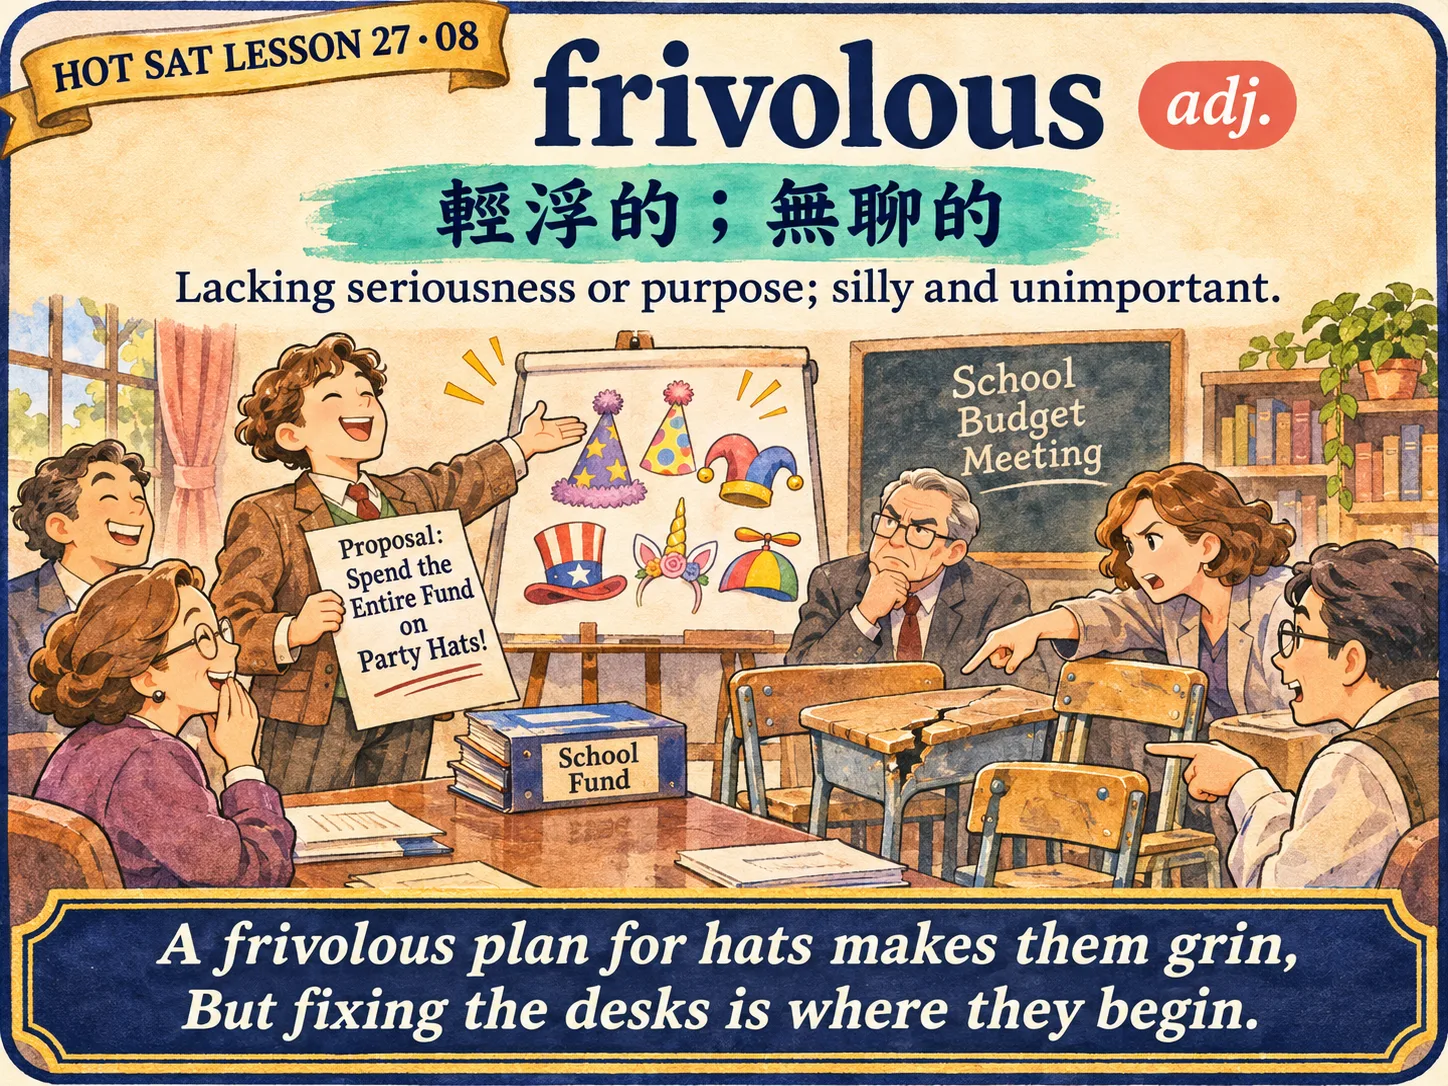 HOT SAT LESSON 27·08
frivolous adj.
輕浮的；無聊的
Lacking seriousness or purpose; silly and unimportant.
Proposal:
Spend the
Entire Fund
on
Party Hats!
School
Budget
Meeting
School
Fund
A frivolous plan for hats makes them grin,
But fixing the desks is where they begin.